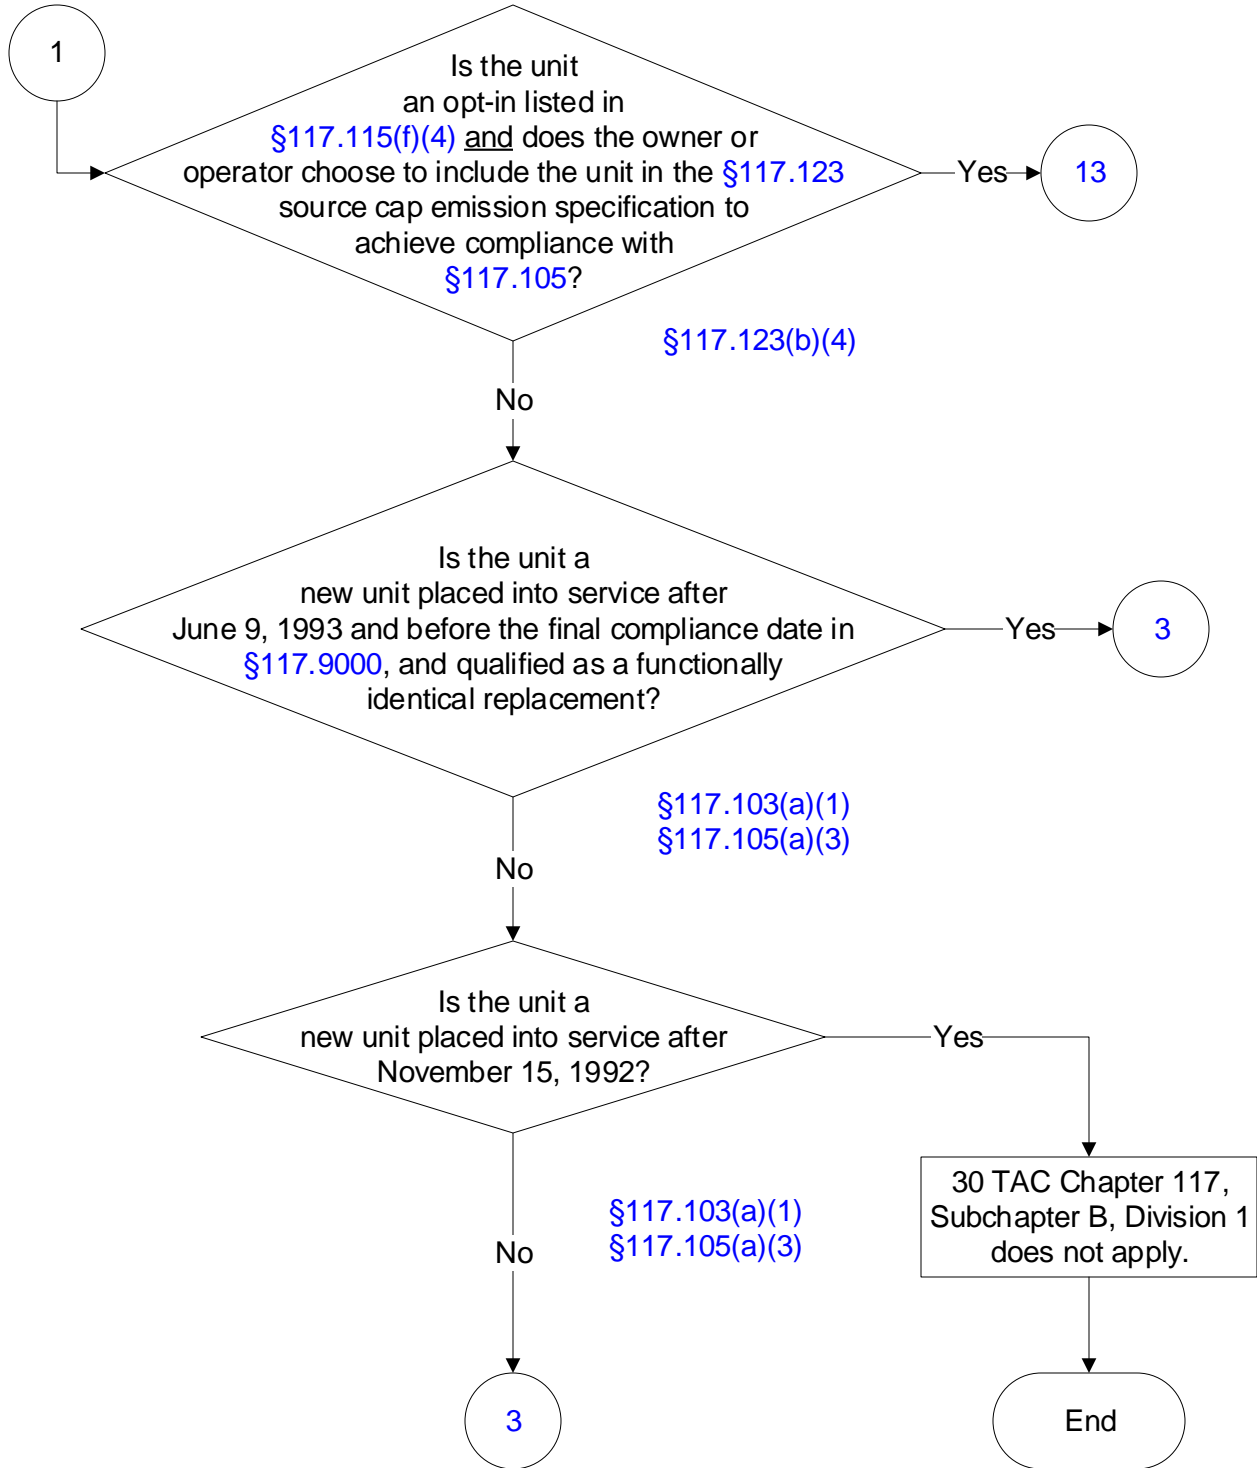 1
Is the unit
an opt-in listed in
§117.115(f)(4) and does the owner or
operator choose to include the unit in the §117.123
source cap emission specification to
achieve compliance with
§117.105?
Yes
13
§117.123(b)(4)
No
Is the unit a
new unit placed into service after
June 9, 1993 and before the final compliance date in
§117.9000, and qualified as a functionally
identical replacement?
Yes
3
§117.103(a)(1)
§117.105(a)(3)
No
Is the unit a
new unit placed into service after
November 15, 1992?
Yes
30 TAC Chapter 117,
Subchapter B, Division 1
does not apply.
§117.103(a)(1)
§117.105(a)(3)
No
3
End